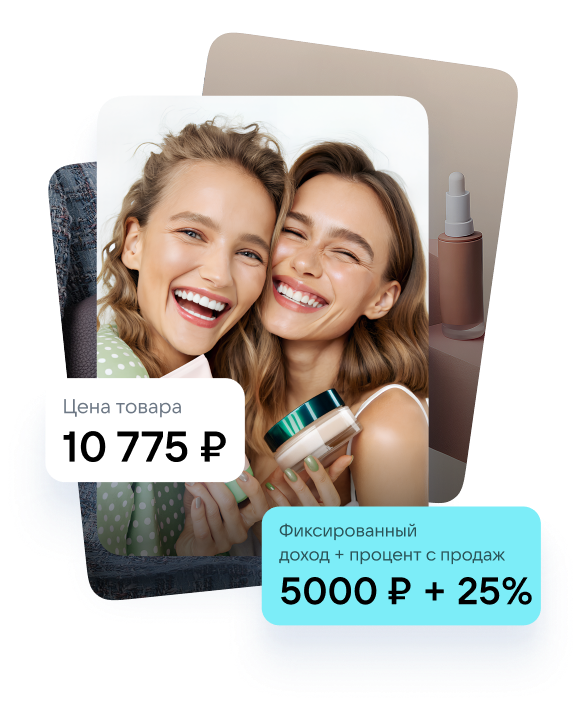 Цена товара
10 775 ₽
Фиксированный
доход + процент с продаж
5000 ₽ + 25%